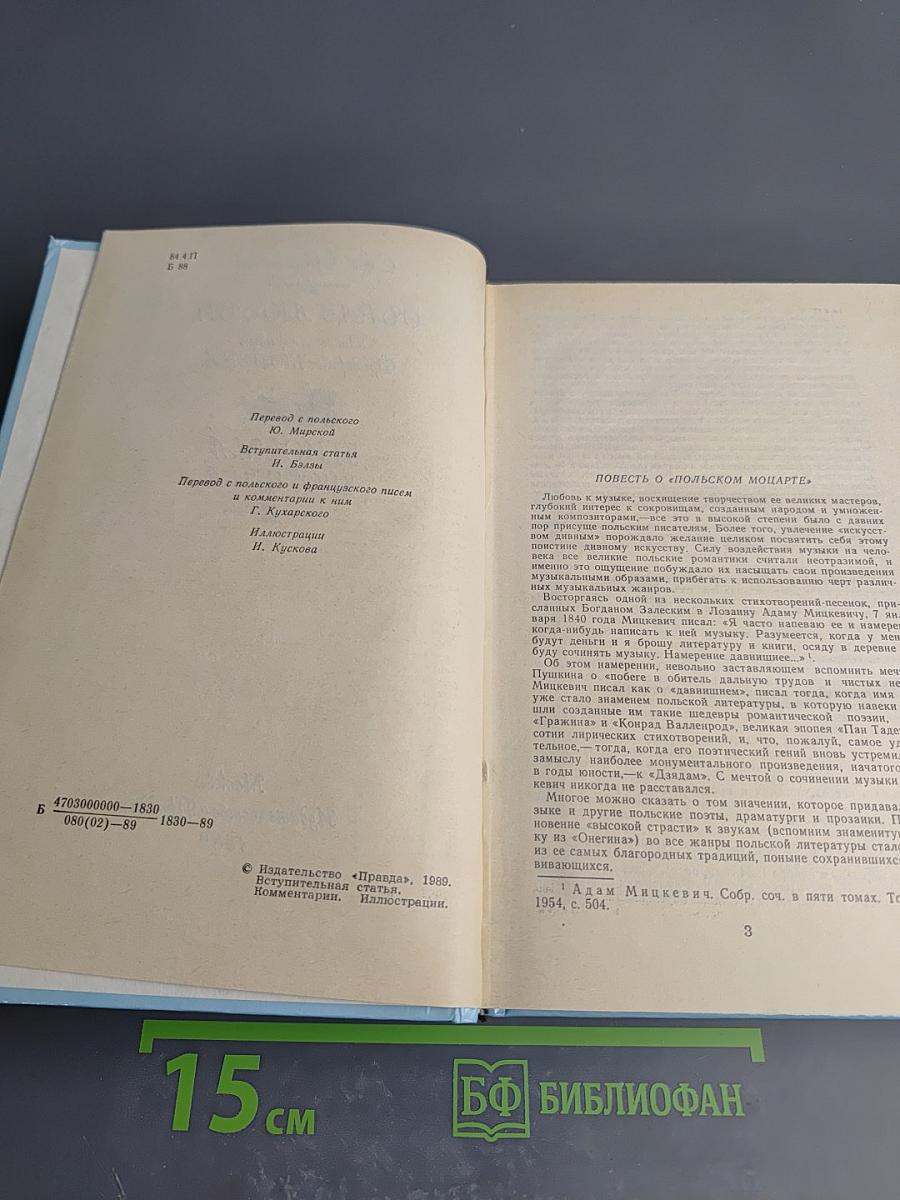 84.4.П
Б 88
Перевод с польского
Ю. Мирской
Вступительная статья
И. Бэлзы
Перевод с польского и французского писем
и комментарии к ним
Г. Кухарского
Иллюстрации
И. Кускова
Б 4703000000—1830
080(02)—89 —1830—89
© Издательство «Правда», 1989.
Вступительная статья.
Комментарии. Иллюстрации.
ПОВЕСТЬ О «ПОЛЬСКОМ МОЦАРТЕ»
Любовь к музыке, восхищение творчеством ее великих мастеров,
глубокий интерес к сокровищам, созданным народом и умножен-
ным композиторами,—все это в высокой степени было с давних
пор присуще польским писателям. Более того, увлечение «искусст-
вом дивным» порождало желание целиком посвятить себя этому
поистине дивному искусству. Силу воздействия музыки на чело-
века все великие польские романтики считали неотразимой, и
именно это ощущение побуждало их насыщать свои произведения
музыкальными образами, прибегать к использованию черт различ-
ных музыкальных жанров.
Восторгаясь одной из нескольких стихотворений-песенок, при-
сланных Богданом Залеским в Лозанну Адаму Мицкевичу, 7 ян-
варя 1840 года Мицкевич писал: «Я часто напеваю ее и намерен
когда-нибудь написать к ней музыку. Разумеется, когда у мен
будут деньги и я брошу литературу и книги, осяду в деревне
буду сочинять музыку. Намерение давнишнее...» ¹.
Об этом намерении, невольно заставляющем вспомнить меч
Пушкина о «побеге в обитель дальную трудов и чистых не
Мицкевич писал как о «давнишнем», писал тогда, когда имя
уже стало знаменем польской литературы, в которую навеки
шли созданные им такие шедевры романтической поэзии,
«Гражина» и «Конрад Валленрод», великая эпопея «Пан Таде
сотни лирических стихотворений, и, что, пожалуй, самое уд
тельное,— тогда, когда его поэтический гений вновь устремил
замыслу наиболее монументального произведения, начатого
в годы юности,—к «Дзядам». С мечтой о сочинении музыки
кевич никогда не расставался.
Многое можно сказать о том значении, которое придава
зыке и другие польские поэты, драматурги и прозаики. П
новение «высокой страсти» к звукам (вспомним знамениту
ку из «Онегина») во все жанры польской литературы стало
из ее самых благородных традиций, поныне сохранившихс
вивающихся.
¹ Адам Мицкевич. Собр. соч. в пяти томах. То
1954, с. 504.
3
15 см
БФ БИБЛИОФАН